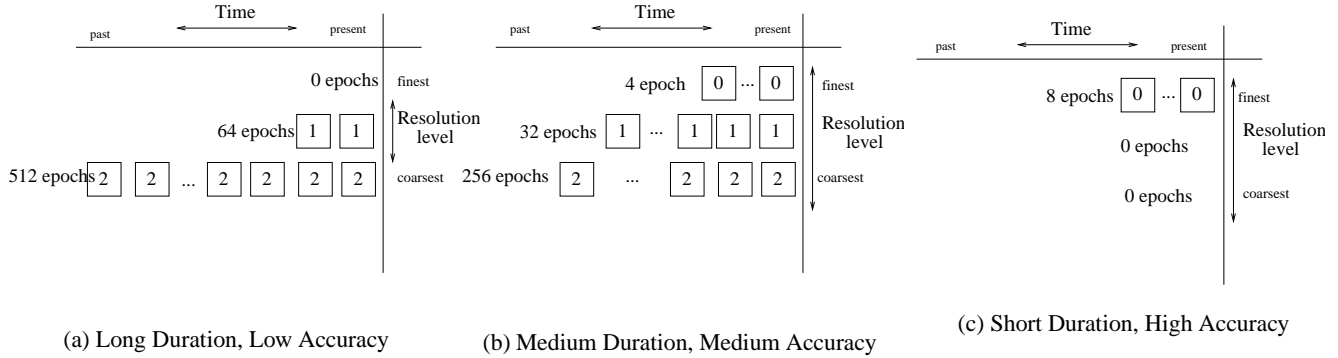 Time
past
present
0 epochs
finest
64 epochs
1 1
Resolution
level
512 epochs
2 2 ... 2 2 2 2
coarsest
(a) Long Duration, Low Accuracy
Time
past
present
4 epoch
0 ... 0
finest
32 epochs
1 ... 1 1 1
Resolution
level
256 epochs
2 ... 2 2 2
coarsest
(b) Medium Duration, Medium Accuracy
Time
past
present
8 epochs
0 ... 0
finest
0 epochs
Resolution
level
0 epochs
coarsest
(c) Short Duration, High Accuracy